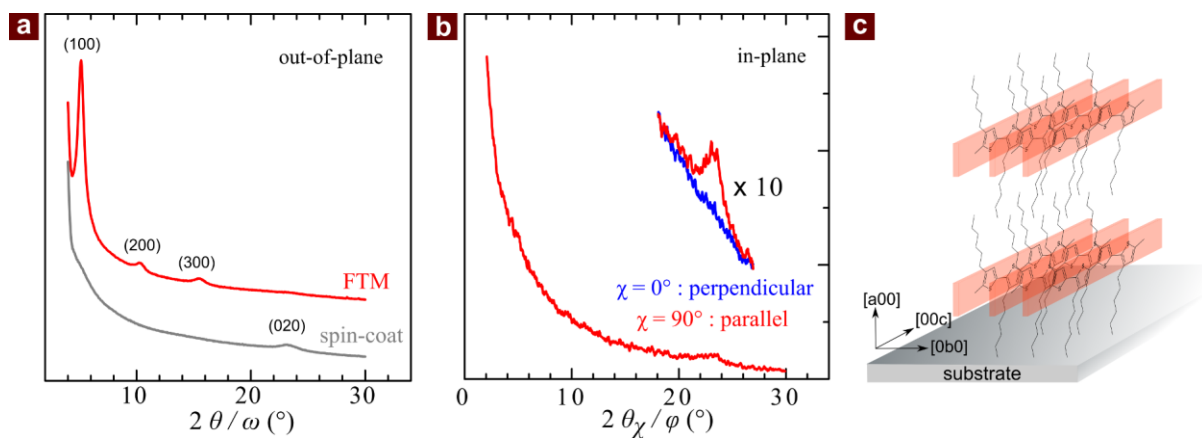 a
(100)
out-of-plane
(200)
(300)
FTM
(020)
spin-coat
10
20
30
2 θ / ω (°)
b
in-plane
x 10
χ = 0° : perpendicular
χ = 90° : parallel
0
10
20
30
2 θχ / φ (°)
c
[a00]
[00c]
[0b0]
substrate